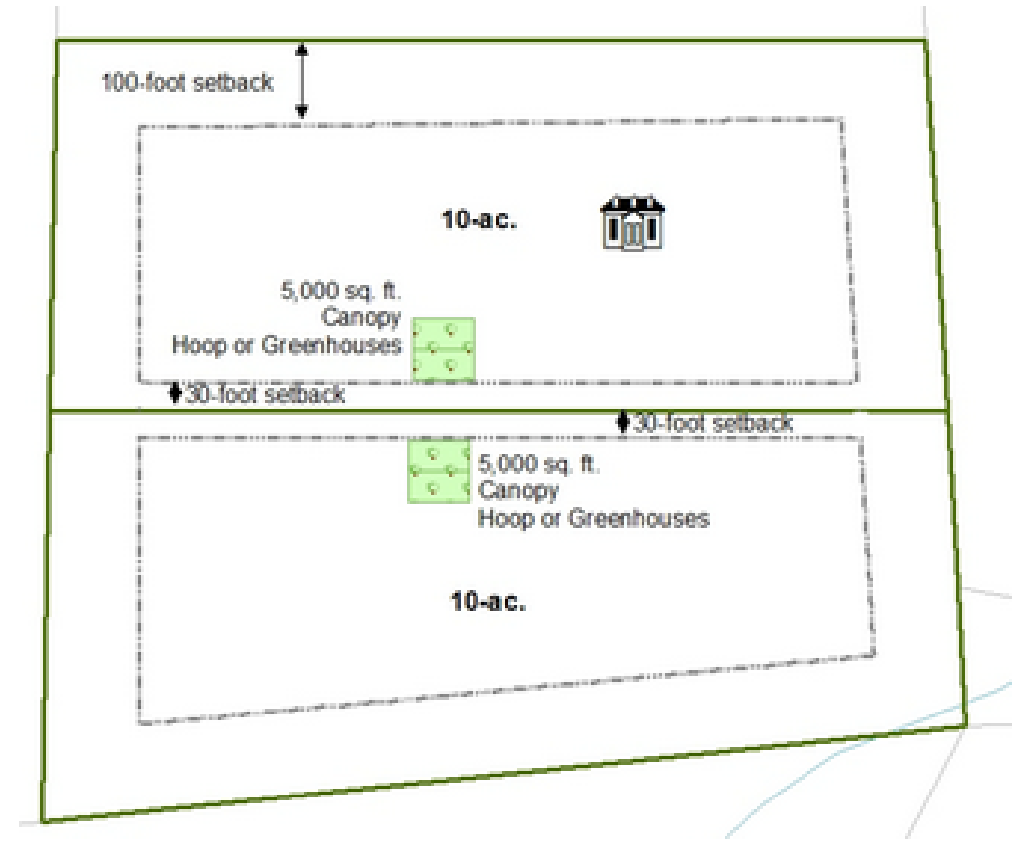 100-foot setback
10-ac.
5,000 sq. ft.
Canopy
Hoop or Greenhouses
30-foot setback
30-foot setback
5,000 sq. ft.
Canopy
Hoop or Greenhouses
10-ac.